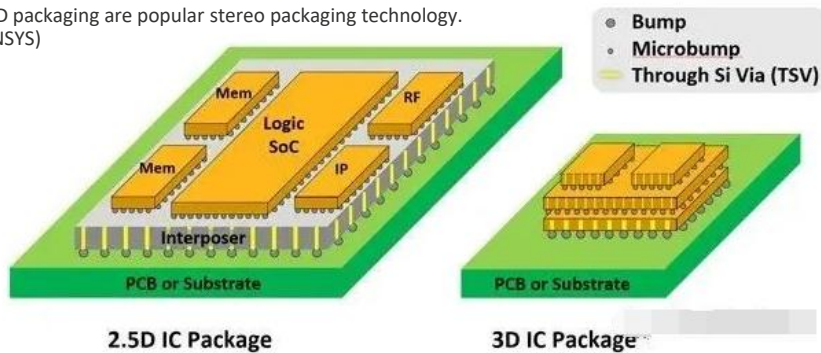 D packaging are popular stereo packaging technology.
NSYS)
Bump
Microbump
Through Si Via (TSV)
Mem
Logic
SoC
RF
Mem
IP
Interposer
PCB or Substrate
PCB or Substrate
2.5D IC Package
3D IC Package